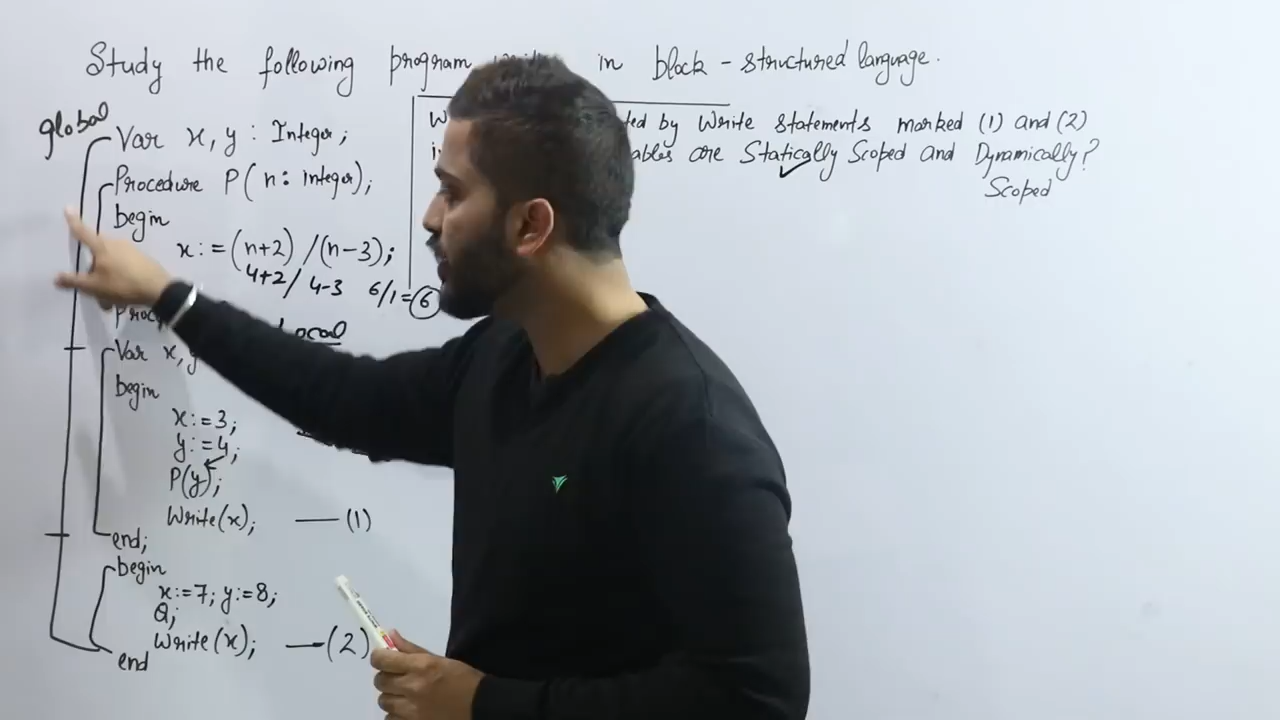 Study the following program in block-structured language.
global
Var x, y : Integer;
Procedure P(n: integer);
begin
x:=(n+2)/(n-3);
4+2/4-3 6/1=6
Var x, y
begin
x:=3;
y:=4;
P(y);
Write(x); —(1)
end;
begin
x:=7; y:=8;
Q;
Write(x); —(2)
end
by Write statements marked (1) and (2)
are Statically Scoped and Dynamically?
Scoped